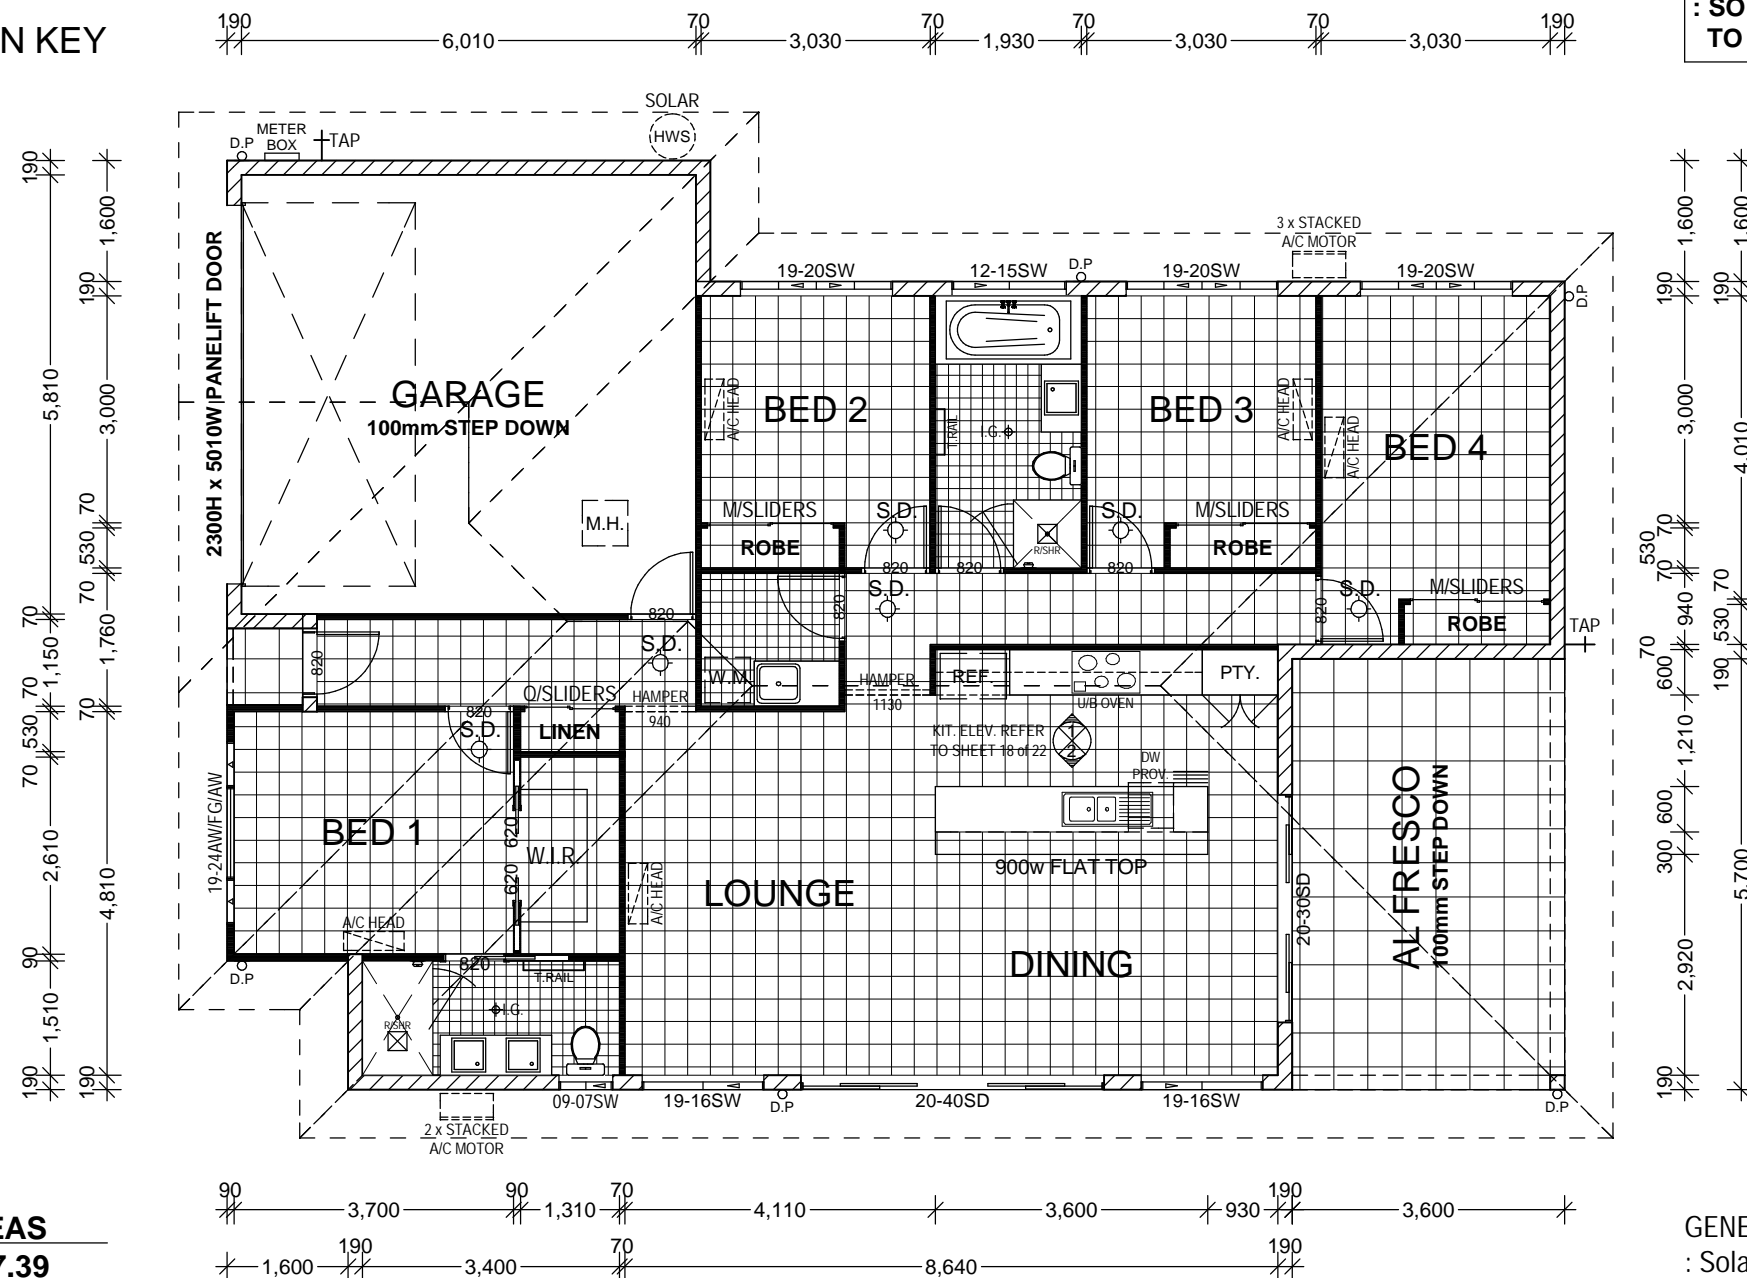 N KEY
: SO
TO
190
6,010
70
3,030
70
1,930
70
3,030
70
3,030
190
SOLAR
HWS
METER
BOX
D.P
TAP
3 x STACKED
A/C MOTOR
19-20SW
12-15SW
D.P
19-20SW
19-20SW
D.P
190
5,810
70
1,150
70
530
70
2,610
90
1,510
190
1,600
190
3,000
70
530
70
1,760
70
4,810
190
2300H x 5010W PANELIFT DOOR
GARAGE
100mm STEP DOWN
M.H.
BED 2
A/C HEAD
M/SLIDERS
ROBE
S.D.
820
T.RAIL
I.G.
R/SHR
820
BED 3
A/C HEAD
M/SLIDERS
ROBE
S.D.
820
BED 4
A/C HEAD
M/SLIDERS
ROBE
S.D.
820
TAP
820
820
S.D.
820
S.D.
W.M.
HAMPER
1130
HAMPER
940
O/SLIDERS
LINEN
820
S.D.
REF.
U/B OVEN
PTY.
KIT. ELEV. REFER
TO SHEET 18 of 22
1
2
DW
PROV.
900w FLAT TOP
19-24AW/FG/AW
BED 1
620
620
W.I.R.
A/C HEAD
A/C HEAD
LOUNGE
DINING
20-30SD
AL FRESCO
100mm STEP DOWN
D.P
820
T.RAIL
I.G.
R/SHR
09-07SW
19-16SW
D.P
20-40SD
19-16SW
D.P
2 x STACKED
A/C MOTOR
1,600
190
3,000
70
530
70
940
70
600
1,210
600
300
2,920
190
1,600
190
4,010
70
530
190
5,700
90
3,700
90
1,310
70
4,110
3,600
930
190
3,600
1,600
190
3,400
70
8,640
190
EAS
7.39
GENE
: Sola